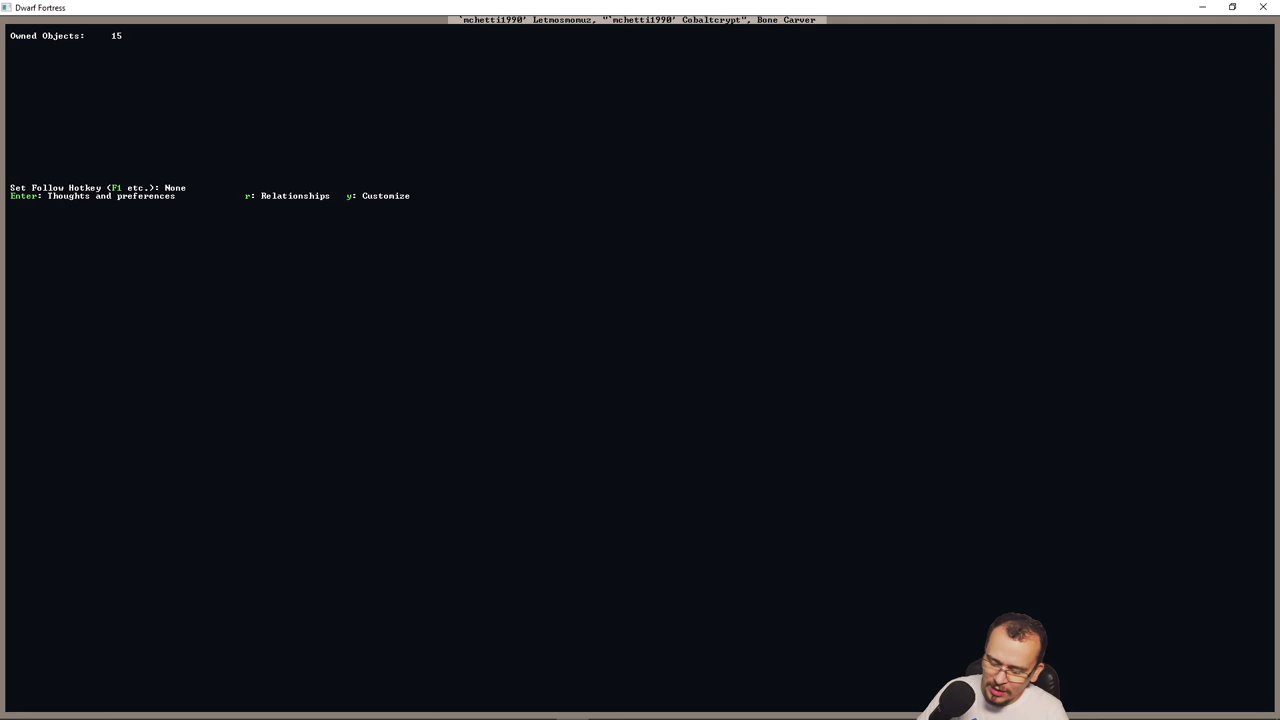 Dwarf Fortress
`mchetti1990' Letmosmomuz, "`mchetti1990' Cobaltcrypt", Bone Carver
Owned Objects: 15
Set Follow Hotkey (F1 etc.): None
Enter: Thoughts and preferences r: Relationships y: Customize